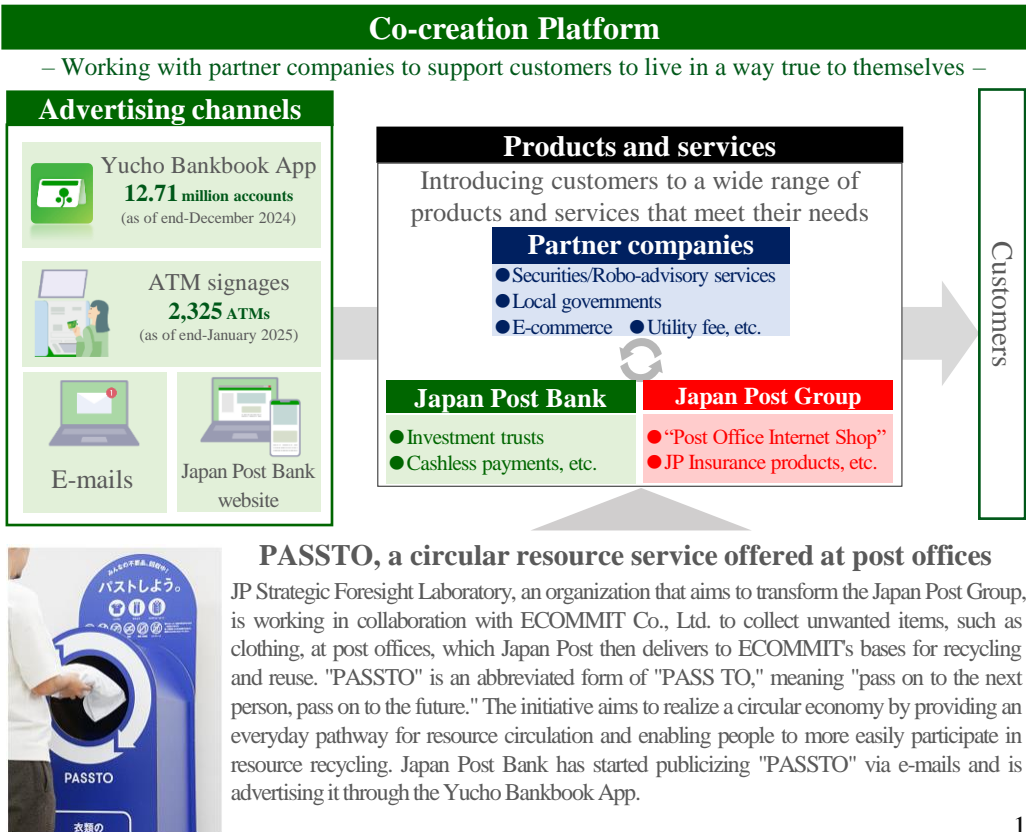 Co-creation Platform
– Working with partner companies to support customers to live in a way true to themselves –
Advertising channels
Yucho Bankbook App
12.71 million accounts
(as of end-December 2024)
ATM signages
2,325 ATMs
(as of end-January 2025)
E-mails
Japan Post Bank
website
Products and services
Introducing customers to a wide range of
products and services that meet their needs
Partner companies
●Securities/Robo-advisory services
●Local governments
●E-commerce ●Utility fee, etc.
Japan Post Bank
●Investment trusts
●Cashless payments, etc.
Japan Post Group
●“Post Office Internet Shop”
●JP Insurance products, etc.
Customers
PASSTO, a circular resource service offered at post offices
JP Strategic Foresight Laboratory, an organization that aims to transform the Japan Post Group,
is working in collaboration with ECOMMIT Co., Ltd. to collect unwanted items, such as
clothing, at post offices, which Japan Post then delivers to ECOMMIT's bases for recycling
and reuse. "PASSTO" is an abbreviated form of "PASS TO," meaning "pass on to the next
person, pass on to the future." The initiative aims to realize a circular economy by providing an
everyday pathway for resource circulation and enabling people to more easily participate in
resource recycling. Japan Post Bank has started publicizing "PASSTO" via e-mails and is
advertising it through the Yucho Bankbook App.
みんなの不要品、回収中!
パストしよう。
PASSTO
衣類の
1